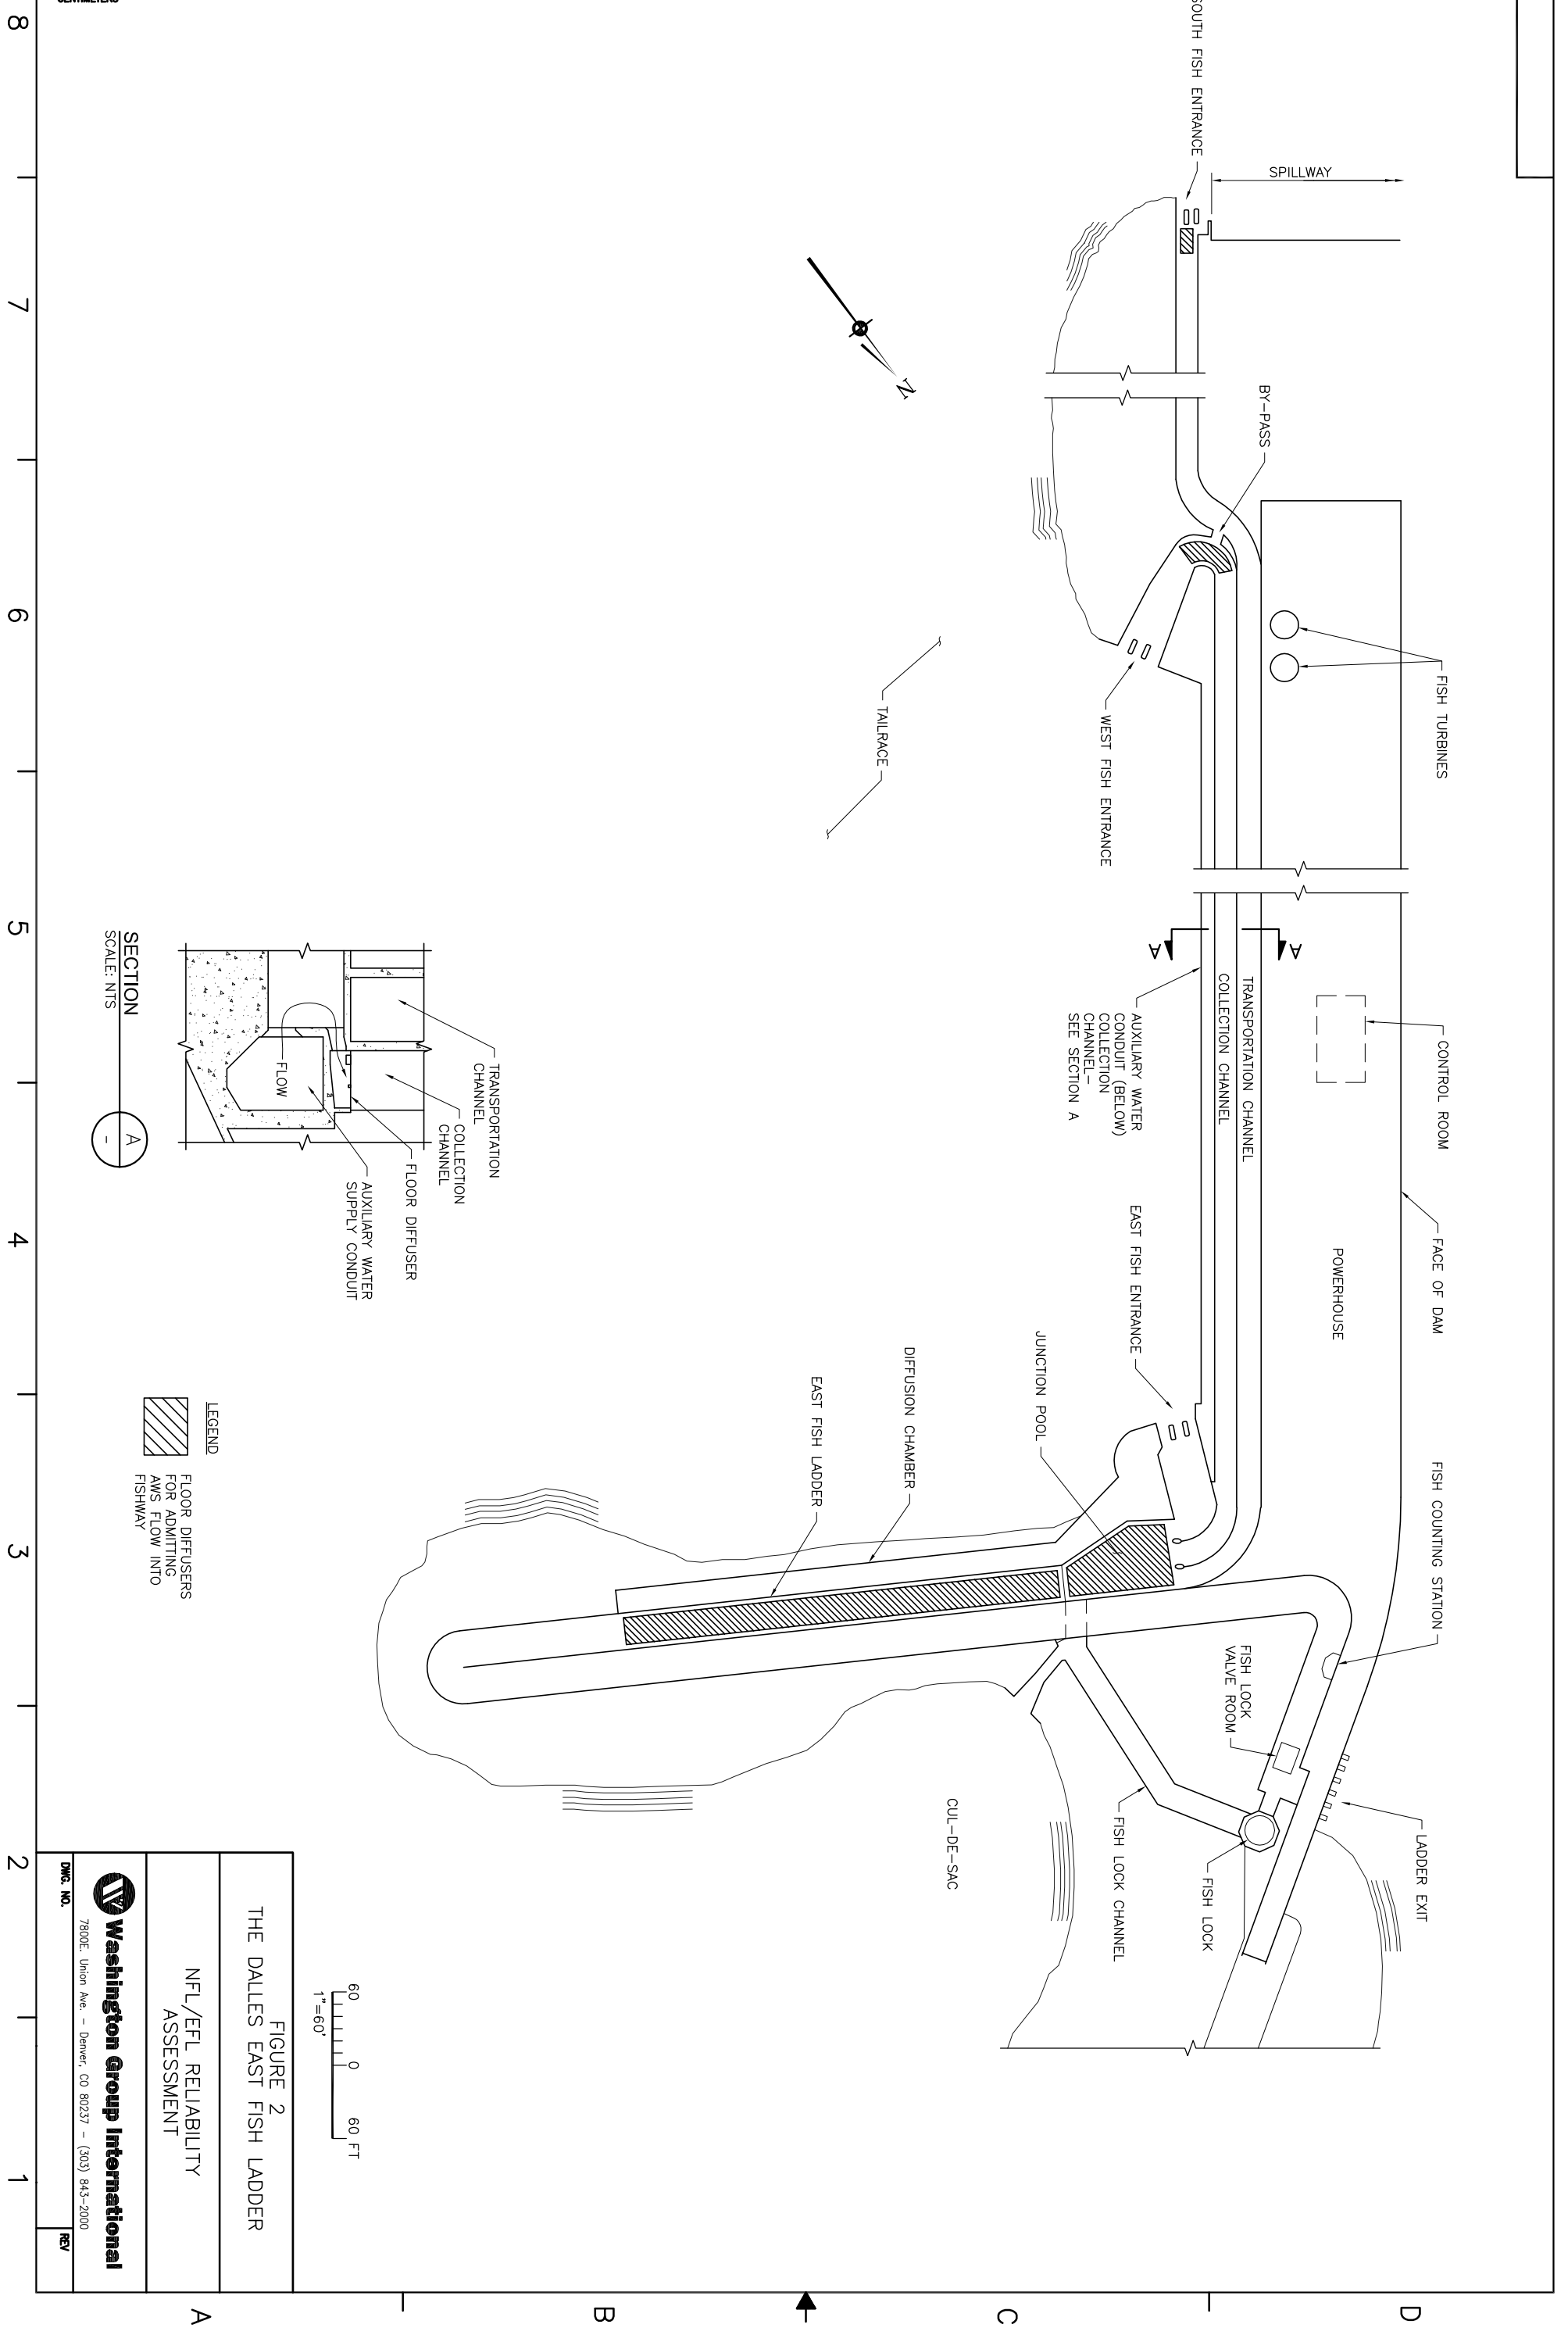 SOUTH FISH ENTRANCE
SPILLWAY
BY-PASS
N
FISH TURBINES
WEST FISH ENTRANCE
TAILRACE
CONTROL ROOM
FACE OF DAM
POWERHOUSE
FISH COUNTING STATION
LADDER EXIT
A
A
TRANSPORTATION CHANNEL
COLLECTION CHANNEL
AUXILIARY WATER
CONDUIT (BELOW)
COLLECTION
CHANNEL-
SEE SECTION A
EAST FISH ENTRANCE
JUNCTION POOL
DIFFUSION CHAMBER
EAST FISH LADDER
FISH LOCK
VALVE ROOM
FISH LOCK
FISH LOCK CHANNEL
CUL-DE-SAC
TRANSPORTATION
CHANNEL
COLLECTION
CHANNEL
FLOOR DIFFUSER
AUXILIARY WATER
SUPPLY CONDUIT
FLOW
SECTION
SCALE: NTS
A
-
LEGEND
FLOOR DIFFUSERS
FOR ADMITTING
AWS FLOW INTO
FISHWAY
60 0 60 FT
1"=60'
FIGURE 2
THE DALLES EAST FISH LADDER
NFL/EFL RELIABILITY
ASSESSMENT
Washington Group International
7800E. Union Ave. - Denver, CO 80237 - (303) 843-2000
DWG. NO.
REV
CENTIMETERS
8 7 6 5 4 3 2 1
D
C
B
A